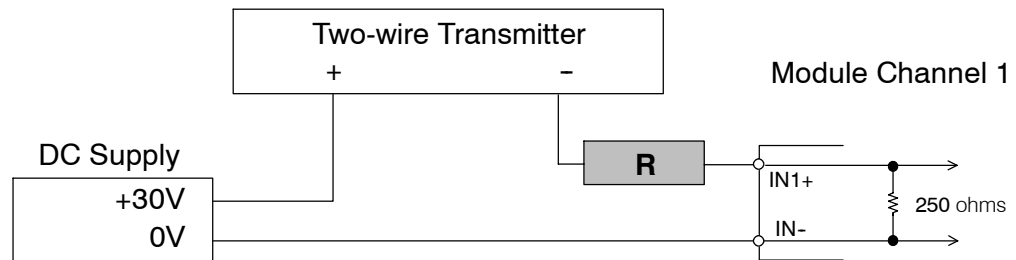 Two-wire Transmitter
+ –
Module Channel 1
DC Supply
R
+30V
IN1+
250 ohms
0V
IN-